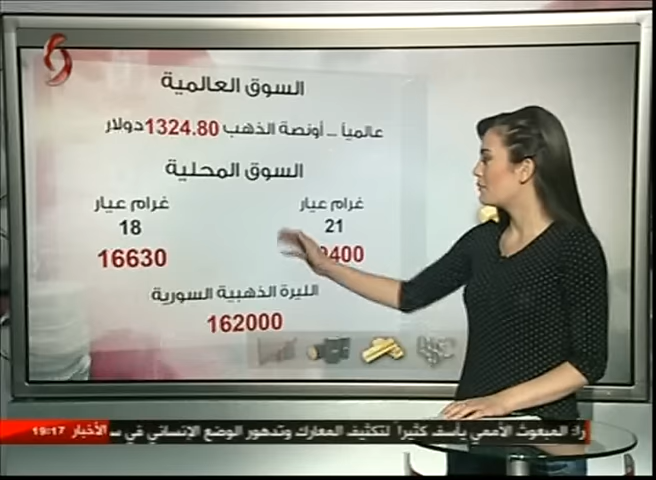 السوق العالمية
عالمياً ... أونصة الذهب 1324.80 دولار
السوق المحلية
غرام عيار
21
غرام عيار
18
16630
الليرة الذهبية السورية
162000
را: المبعوث الأممي يأسف كثيراً لتكثيف المعارك وتدهور الوضع الإنساني في
الأخبار 19:17